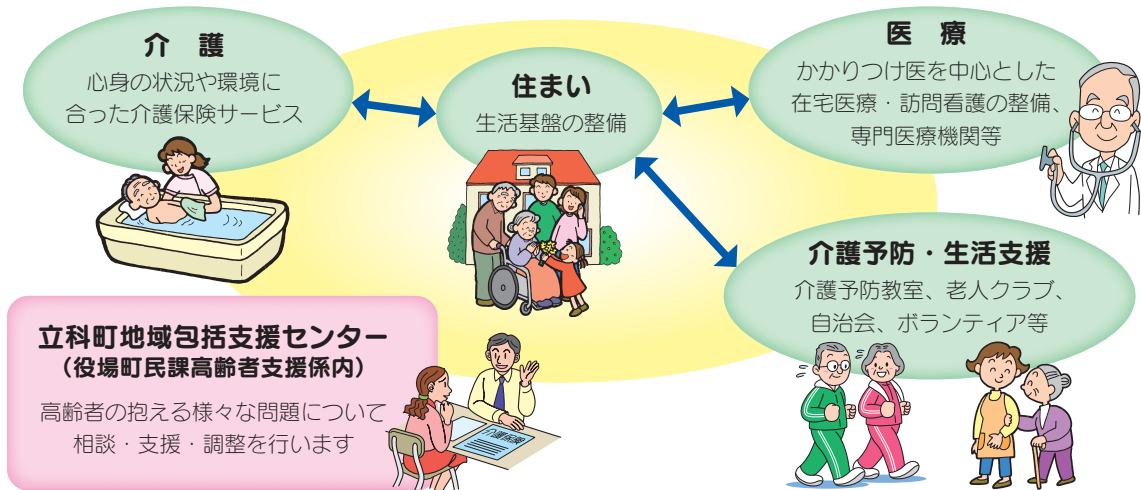 介　護
心身の状況や環境に
合った介護保険サービス
住まい
生活基盤の整備
医　療
かかりつけ医を中心とした
在宅医療・訪問看護の整備、
専門医療機関等
介護予防・生活支援
介護予防教室、老人クラブ、
自治会、ボランティア等
立科町地域包括支援センター
（役場町民課高齢者支援係内）
高齢者の抱える様々な問題について
相談・支援・調整を行います
介護保険